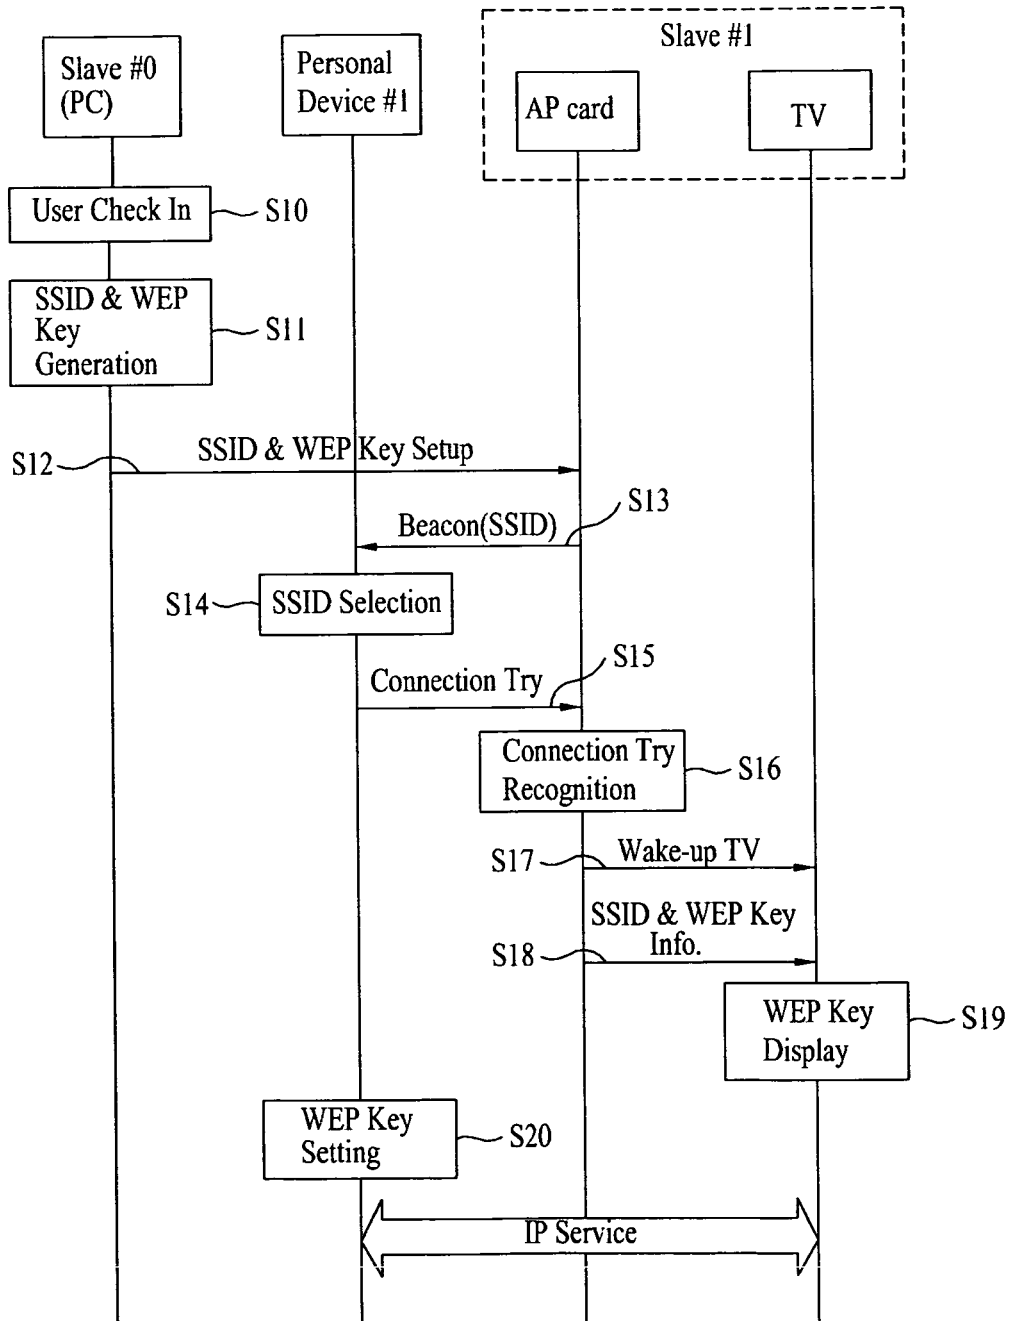 Slave #1
Slave #0
(PC)
Personal
Device #1
AP card
TV
User Check In
S10
SSID & WEP
Key
Generation
S11
S12
SSID & WEP Key Setup
S13
Beacon(SSID)
S14
SSID Selection
S15
Connection Try
Connection Try
Recognition
S16
S17
Wake-up TV
SSID & WEP Key
Info.
S18
WEP Key
Display
S19
WEP Key
Setting
S20
IP Service